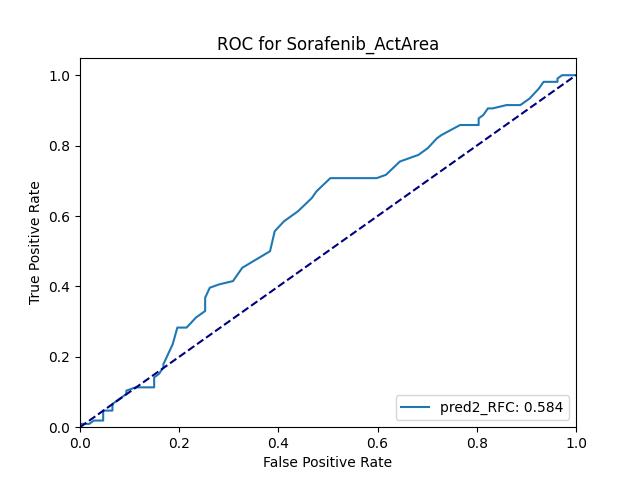 ROC for Sorafenib_ActArea
True Positive Rate
1.0
0.8
0.6
0.4
0.2
0.0
pred2_RFC: 0.584
0.0 0.2 0.4 0.6 0.8 1.0
False Positive Rate